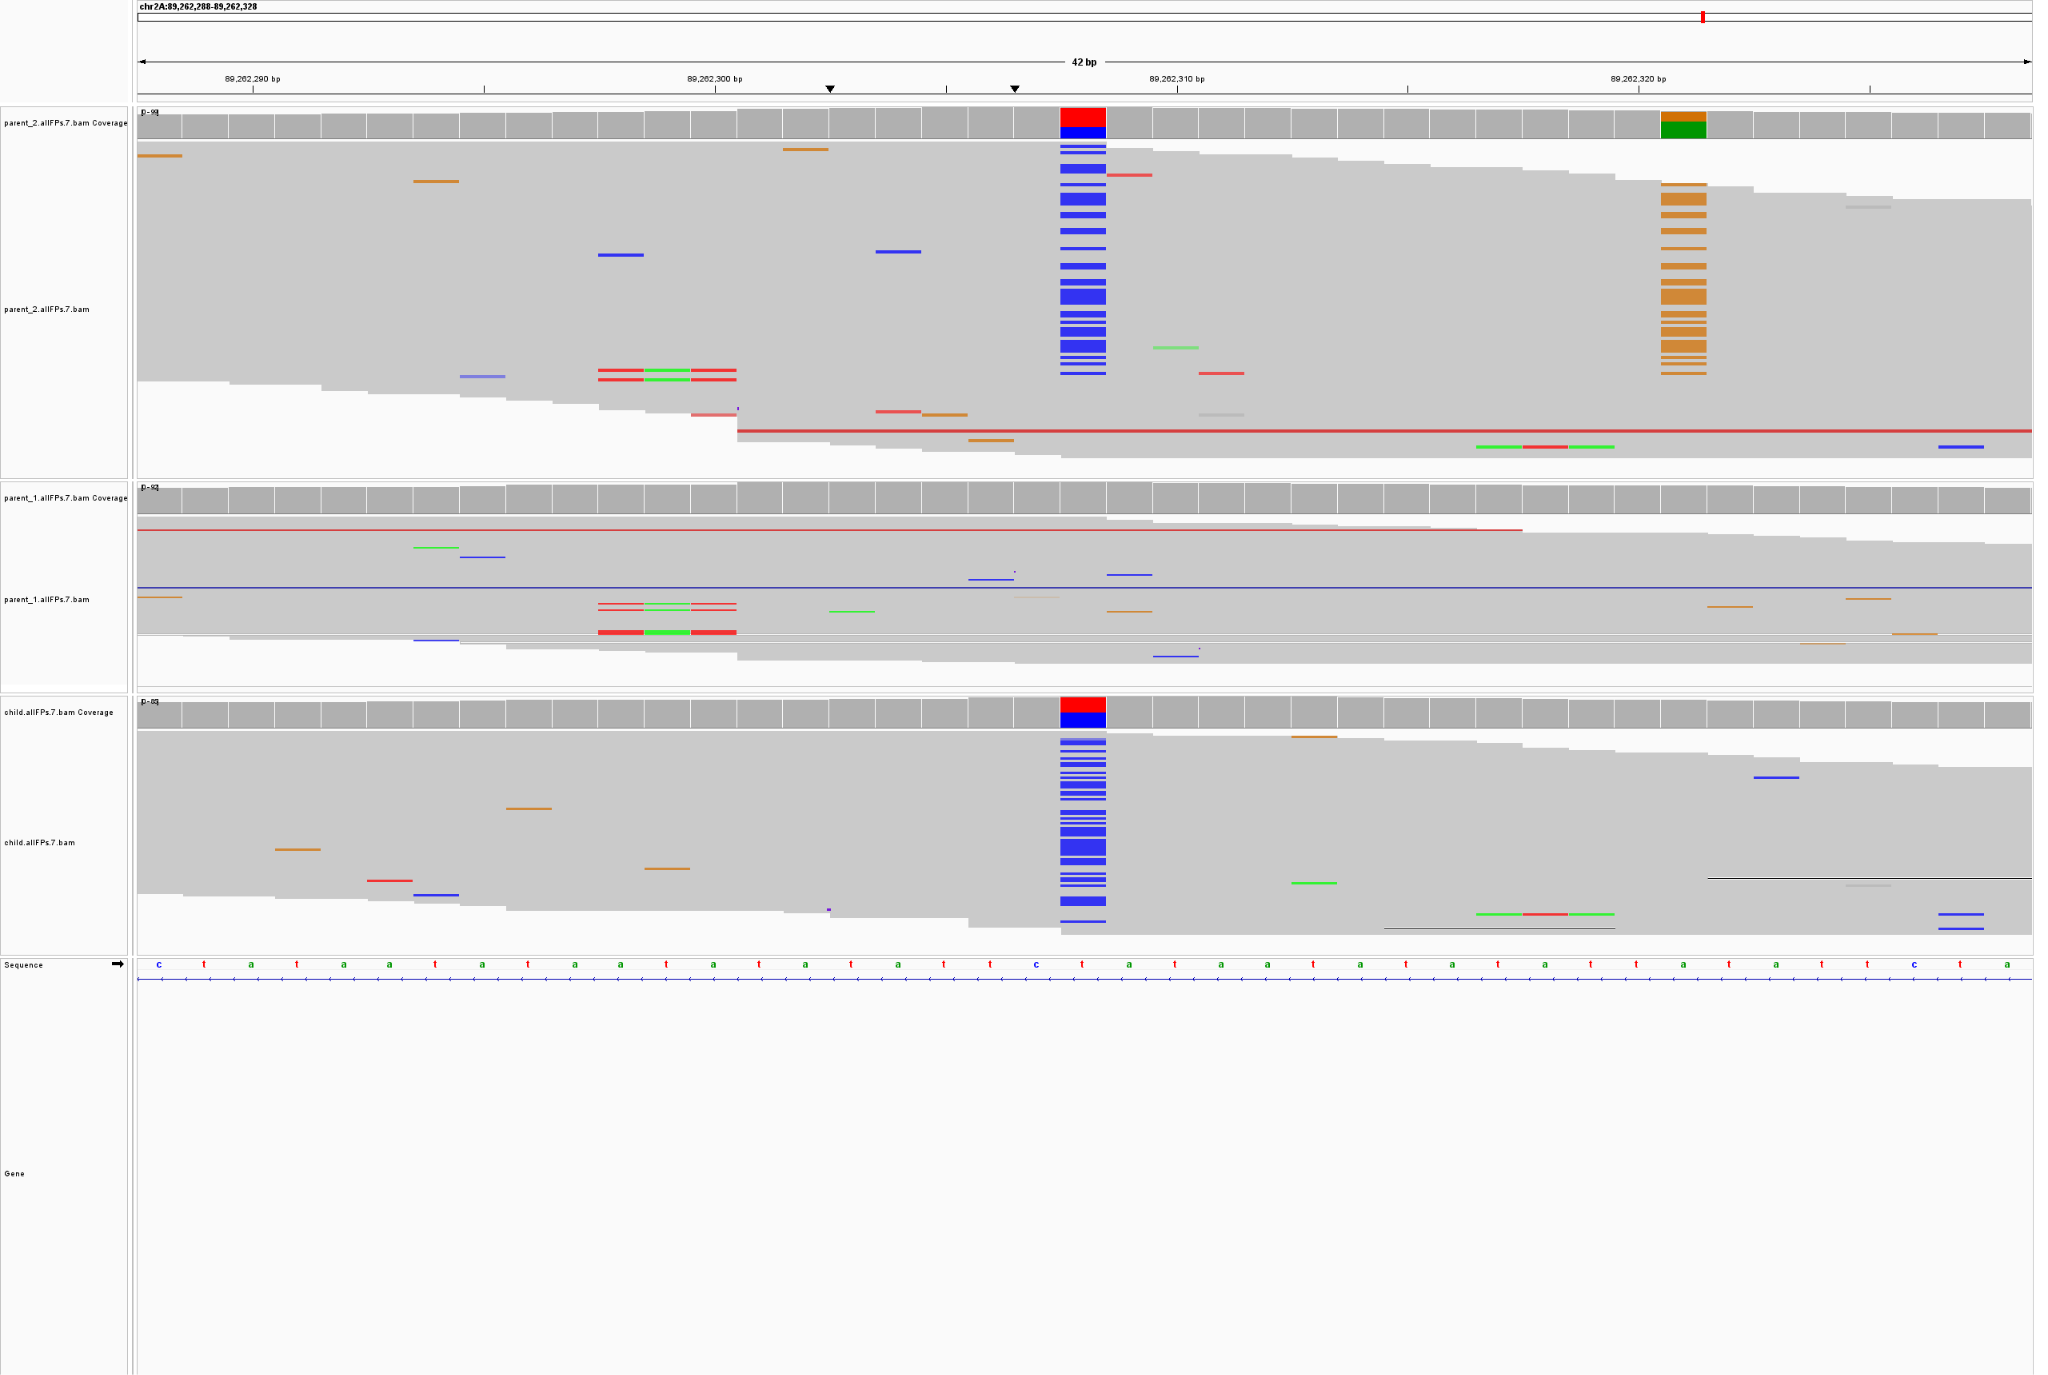 chr2A:89,262,288-89,262,328
42 bp
89,262,290 bp 89,262,300 bp 89,262,310 bp 89,262,320 bp
parent_2.allFPs.7.bam Coverage
parent_2.allFPs.7.bam
parent_1.allFPs.7.bam Coverage
parent_1.allFPs.7.bam
child.allFPs.7.bam Coverage
child.allFPs.7.bam
Sequence c t a t a a t a t a a t a t a t a t t c t a t a a t a t a t a t t a t a t t c t a
Gene